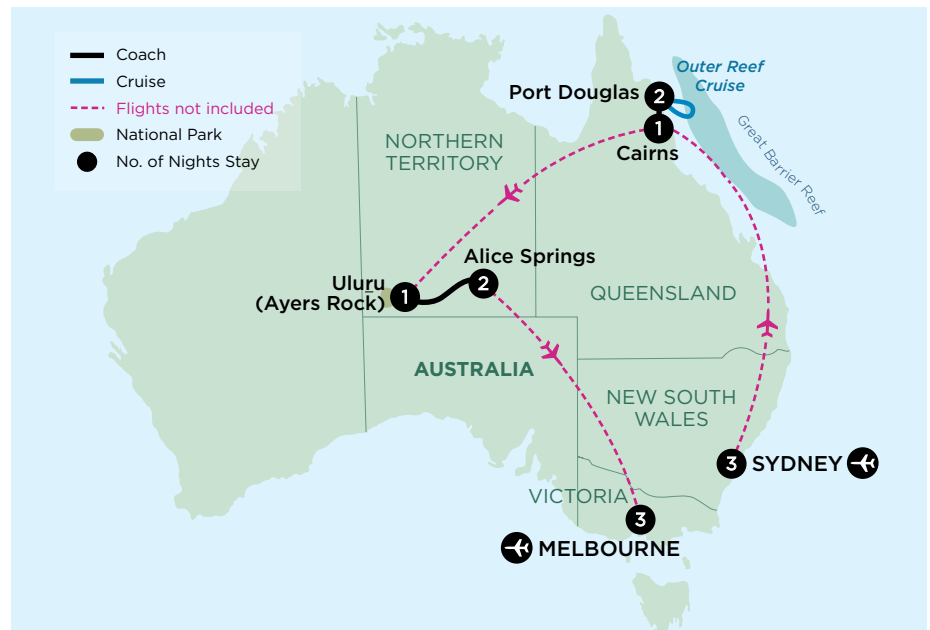 Coach
Cruise
Flights not included
National Park
No. of Nights Stay
Outer Reef
Cruise
Port Douglas
2
1
Cairns
Great Barrier Reef
NORTHERN
TERRITORY
Alice Springs
2
Uluṟu
(Ayers Rock)
1
QUEENSLAND
AUSTRALIA
NEW SOUTH
WALES
3
SYDNEY
VICTORIA
3
MELBOURNE